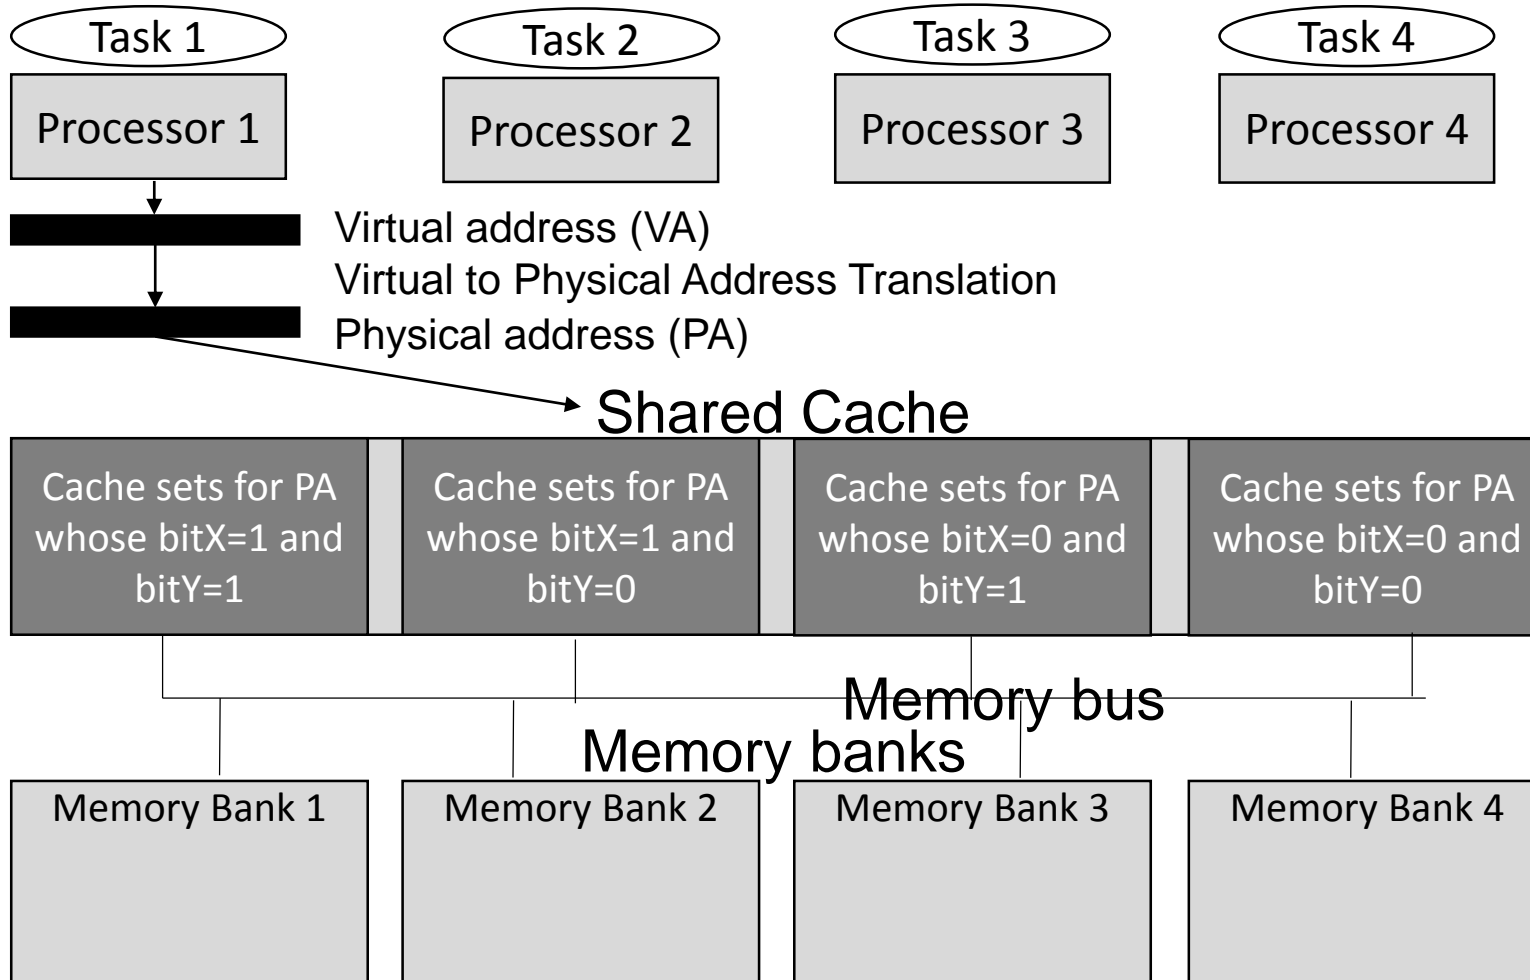 Task 1
Task 2
Task 3
Task 4
Processor 1
Processor 2
Processor 3
Processor 4
Virtual address (VA)
Virtual to Physical Address Translation
Physical address (PA)
Shared Cache
Cache sets for PA
whose bitX=1 and
bitY=1
Cache sets for PA
whose bitX=1 and
bitY=0
Cache sets for PA
whose bitX=0 and
bitY=1
Cache sets for PA
whose bitX=0 and
bitY=0
Memory bus
Memory banks
Memory Bank 1
Memory Bank 2
Memory Bank 3
Memory Bank 4